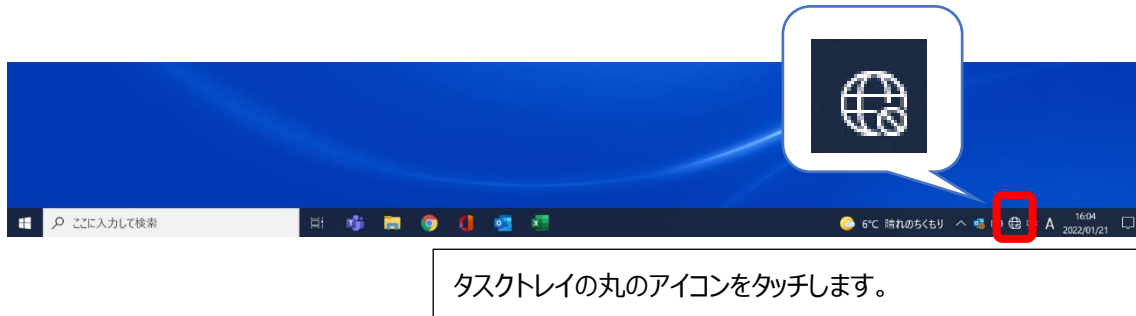 ここに入力して検索
6°C 晴れのちくもり
A
16:04
2022/01/21
タスクトレイの丸のアイコンをタッチします。